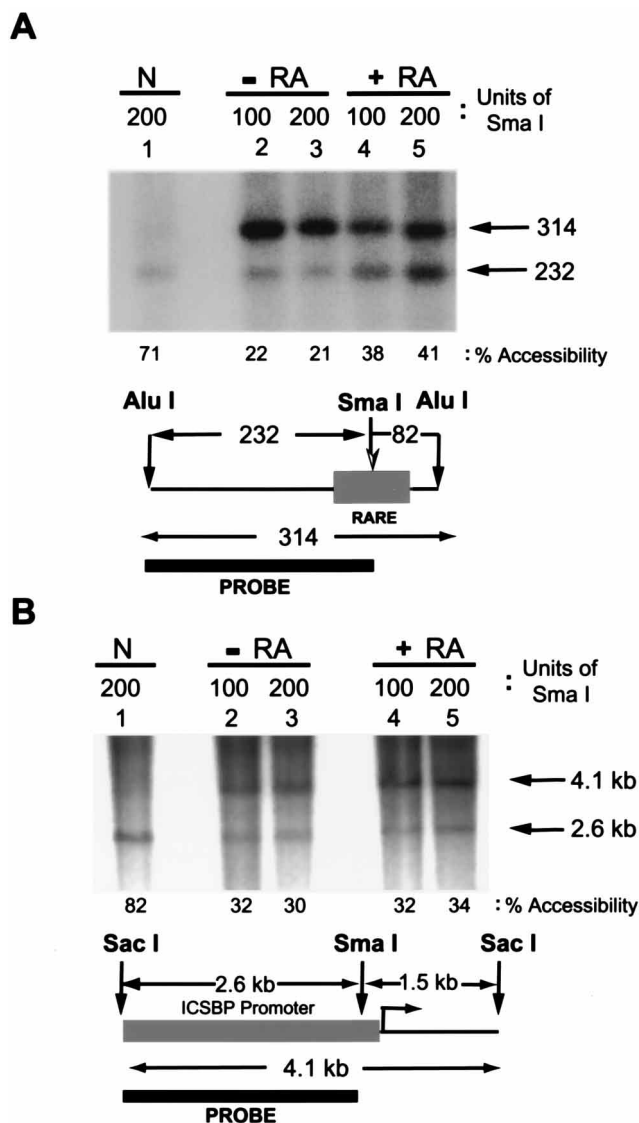 A
N - RA + RA
200 100 200 100 200 : Units of Sma I
1 2 3 4 5
314
232
71 22 21 38 41 : % Accessibility
Alu I Sma I Alu I
232 82
RARE
314
PROBE
B
N - RA + RA
200 100 200 100 200 : Units of Sma I
1 2 3 4 5
4.1 kb
2.6 kb
82 32 30 32 34 : % Accessibility
Sac I Sma I Sac I
2.6 kb 1.5 kb
ICSBP Promoter
4.1 kb
PROBE